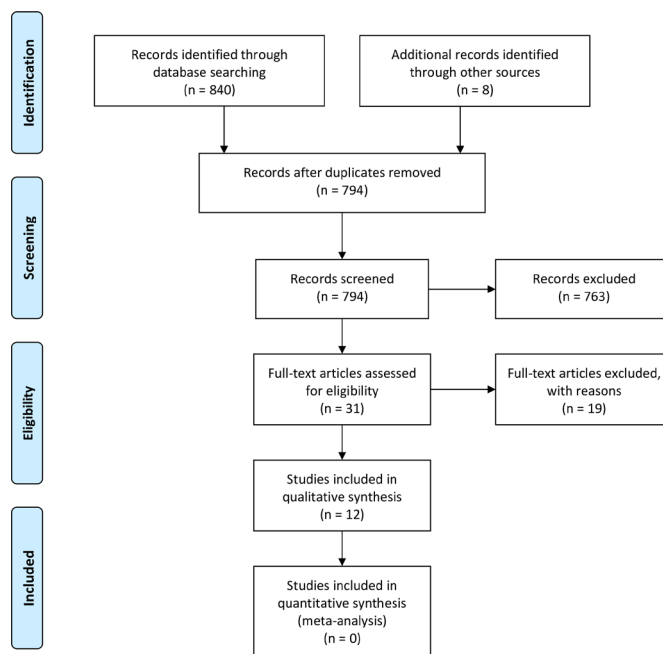 Identification
Records identified through
database searching
(n = 840)
Additional records identified
through other sources
(n = 8)
Records after duplicates removed
(n = 794)
Screening
Records screened
(n = 794)
Records excluded
(n = 763)
Eligibility
Full-text articles assessed
for eligibility
(n = 31)
Full-text articles excluded,
with reasons
(n = 19)
Studies included in
qualitative synthesis
(n = 12)
Included
Studies included in
quantitative synthesis
(meta-analysis)
(n = 0)